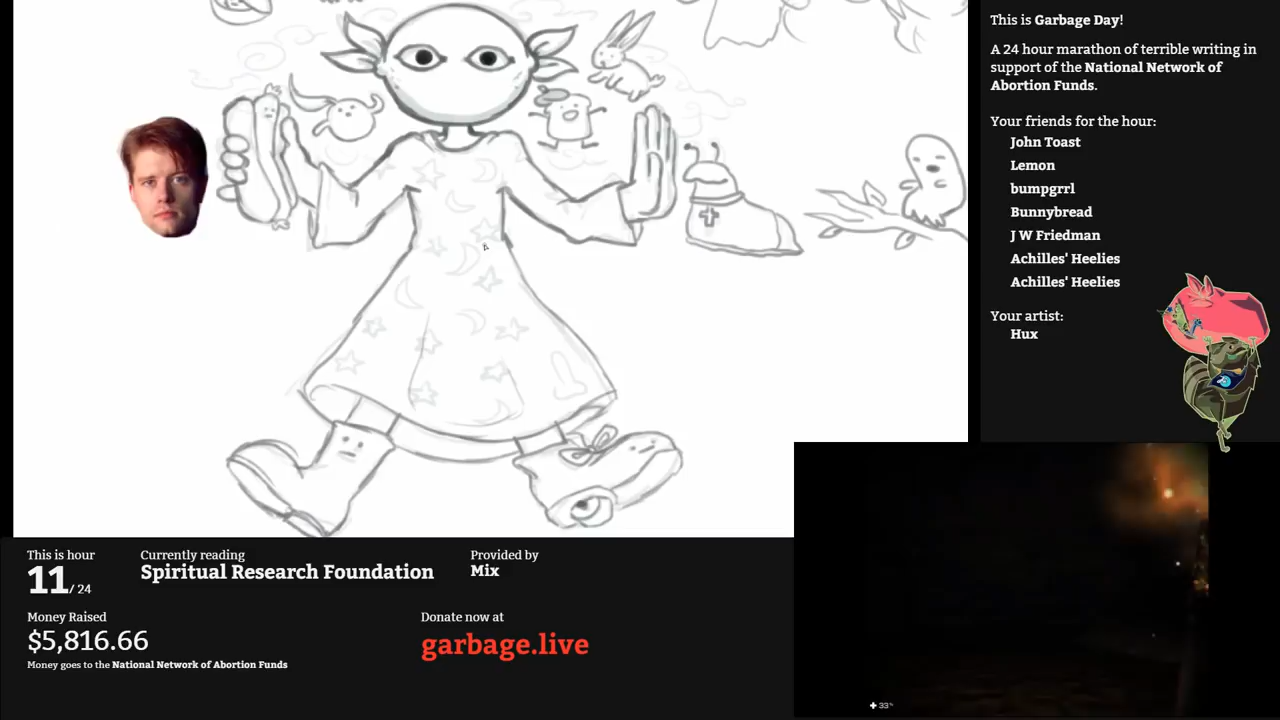 This is Garbage Day!
A 24 hour marathon of terrible writing in
support of the National Network of
Abortion Funds.
Your friends for the hour:
John Toast
Lemon
bumpgrrl
Bunnybread
J W Friedman
Achilles' Heelies
Achilles' Heelies
Your artist:
Hux
This is hour
11 / 24
Currently reading
Spiritual Research Foundation
Provided by
Mix
Money Raised
$5,816.66
Money goes to the National Network of Abortion Funds
Donate now at
garbage.live
33%